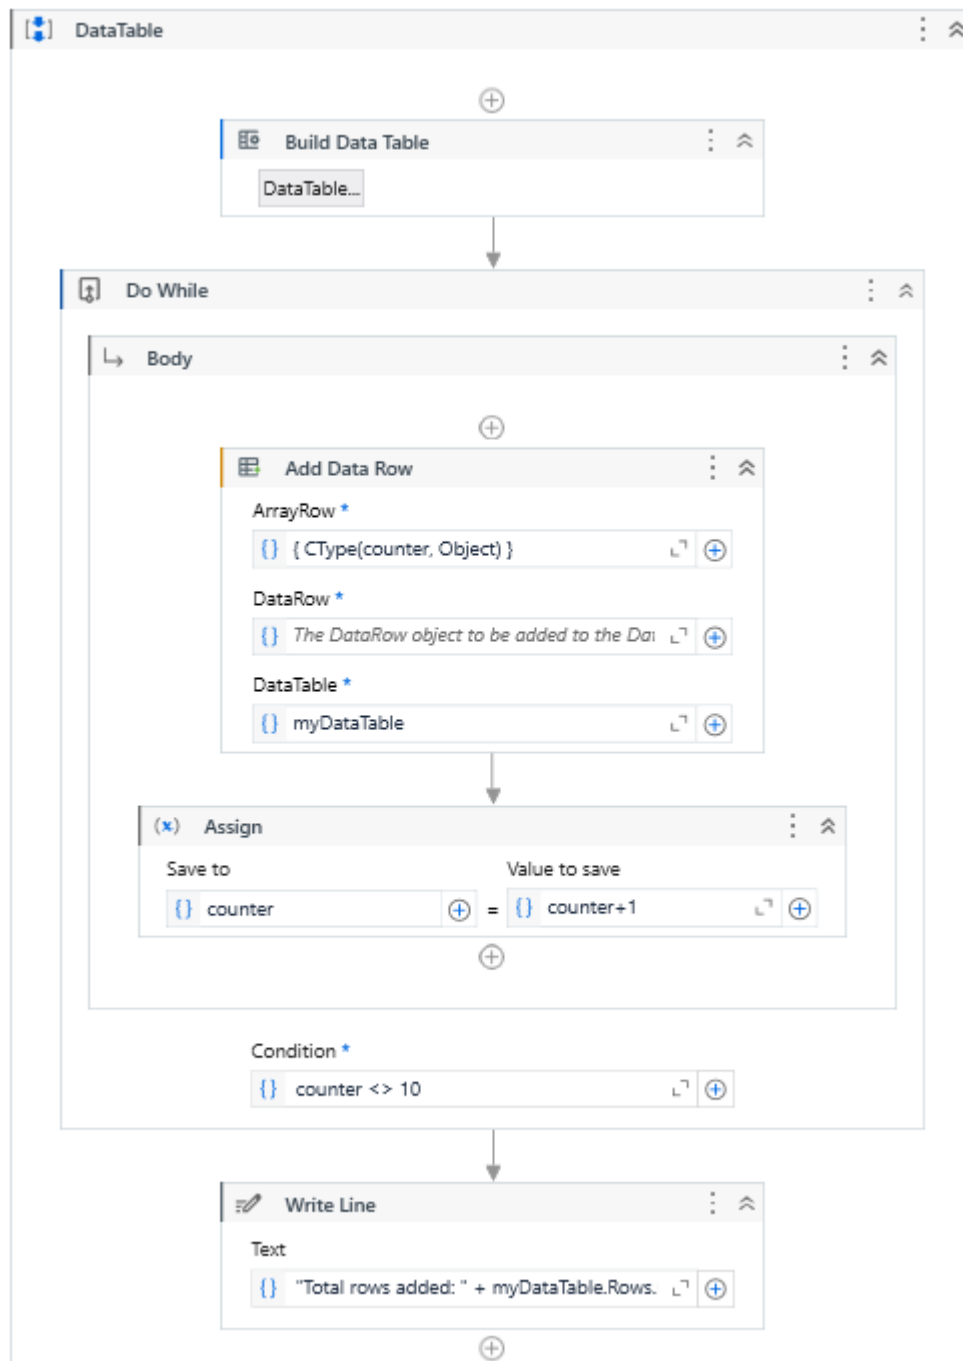 DataTable
Build Data Table
DataTable...
Do While
Body
Add Data Row
ArrayRow *
{} { CType(counter, Object) }
DataRow *
{} The DataRow object to be added to the Dat
DataTable *
{} myDataTable
(x) Assign
Save to Value to save
{} counter = {} counter+1
Condition *
{} counter <> 10
Write Line
Text
{} "Total rows added: " + myDataTable.Rows.